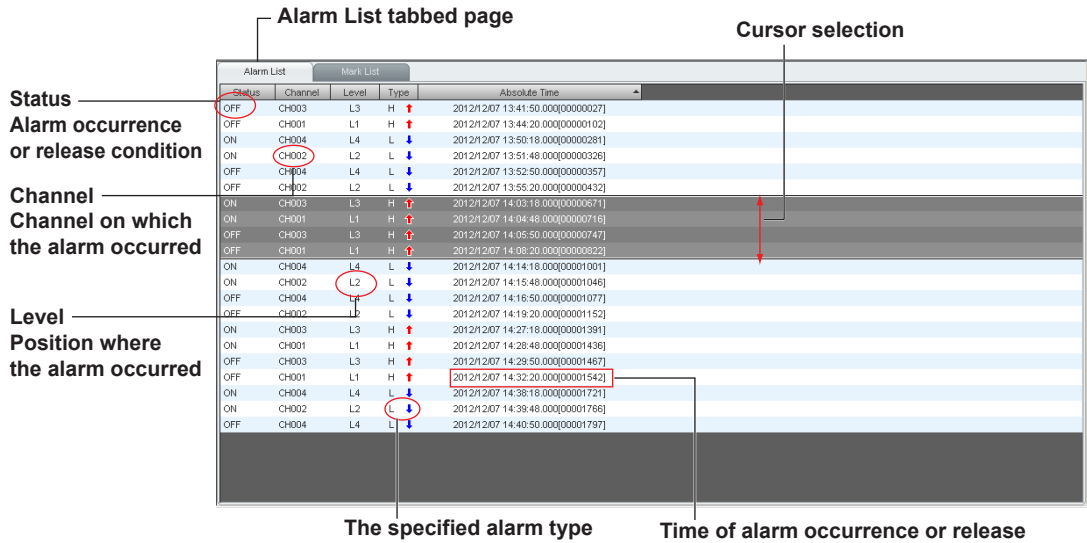 Alarm List tabbed page
Cursor selection
Alarm List Mark List
Status Channel Level Type Absolute Time
OFF CH003 L3 H 2012/12/07 13:41:50.000[00000027]
OFF CH001 L1 H 2012/12/07 13:44:20.000[00000102]
ON CH004 L4 L 2012/12/07 13:50:18.000[00000281]
ON CH002 L2 L 2012/12/07 13:51:48.000[00000326]
OFF CH004 L4 L 2012/12/07 13:52:50.000[00000357]
OFF CH002 L2 L 2012/12/07 13:55:20.000[00000432]
ON CH003 L3 H 2012/12/07 14:03:18.000[00000671]
ON CH001 L1 H 2012/12/07 14:04:48.000[00000716]
OFF CH003 L3 H 2012/12/07 14:05:50.000[00000747]
OFF CH001 L1 H 2012/12/07 14:08:20.000[00000822]
ON CH004 L4 L 2012/12/07 14:14:18.000[00001001]
ON CH002 L2 L 2012/12/07 14:15:48.000[00001046]
OFF CH004 L4 L 2012/12/07 14:16:50.000[00001077]
OFF CH002 L2 L 2012/12/07 14:19:20.000[00001152]
ON CH003 L3 H 2012/12/07 14:27:18.000[00001391]
ON CH001 L1 H 2012/12/07 14:28:48.000[00001436]
OFF CH003 L3 H 2012/12/07 14:29:50.000[00001467]
OFF CH001 L1 H 2012/12/07 14:32:20.000[00001542]
ON CH004 L4 L 2012/12/07 14:38:18.000[00001721]
ON CH002 L2 L 2012/12/07 14:39:48.000[00001766]
OFF CH004 L4 L 2012/12/07 14:40:50.000[00001797]
Status
Alarm occurrence
or release condition
Channel
Channel on which
the alarm occurred
Level
Position where
the alarm occurred
The specified alarm type
Time of alarm occurrence or release